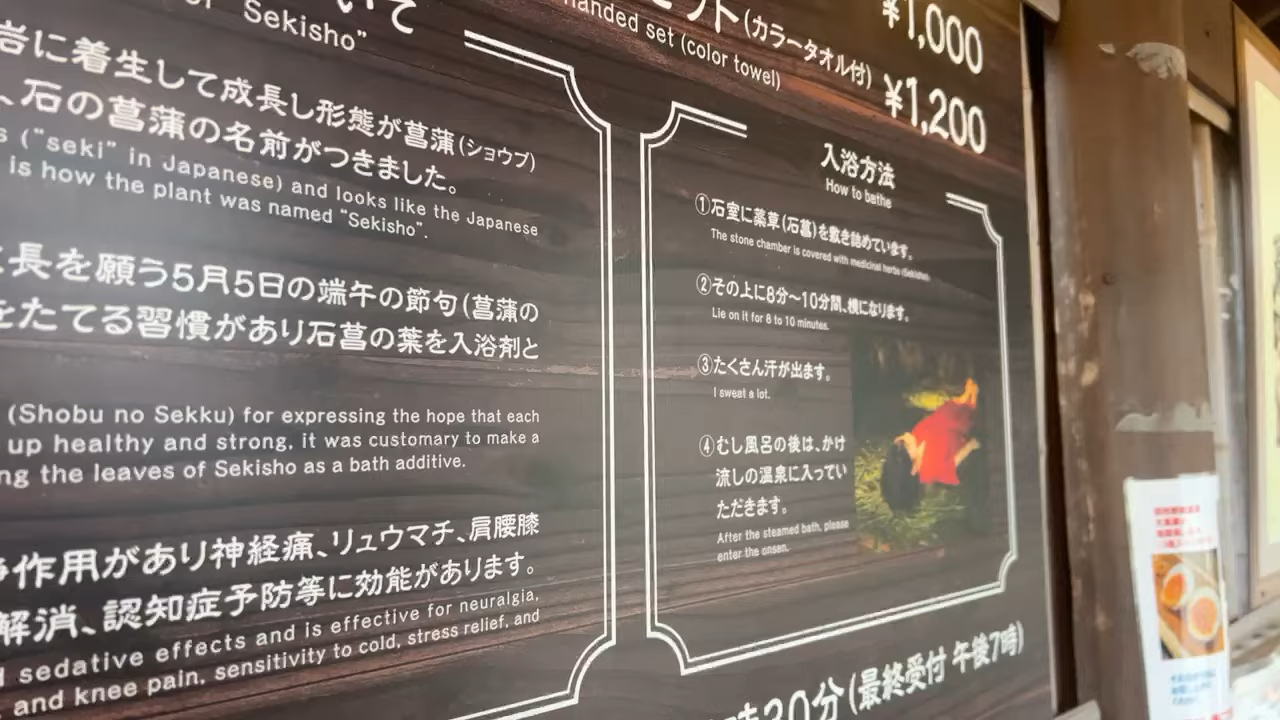 いて
"Sekisho"
岩に着生して成長し形態が菖蒲(ショウブ)
、石の菖蒲の名前がつきました。
("seki" in Japanese) and looks like the Japanese
is how the plant was named "Sekisho".
長を願う5月5日の端午の節句(菖蒲の
をたてる習慣があり石菖の葉を入浴剤と
(Shobu no Sekku) for expressing the hope that each
up healthy and strong, it was customary to make a
ng the leaves of Sekisho as a bath additive.
作用があり神経痛、リュウマチ、肩腰膝
解消、認知症予防等に効能があります。
sedative effects and is effective for neuralgia,
and knee pain, sensitivity to cold, stress relief, and
ット(カラータオル付)
¥1,000
handed set (color towel)
¥1,200
入浴方法
How to bathe
①石室に薬草(石菖)を敷き詰めています。
The stone chamber is covered with medicinal herbs (Sekisho)
②その上に8分〜10分間、横になります。
Lie on it for 8 to 10 minutes.
③たくさん汗が出ます。
I sweat a lot.
④むし風呂の後は、かけ
流しの温泉に入ってい
ただきます。
After the steamed bath, please
enter the onsen.
30分(最終受付 午後7時)